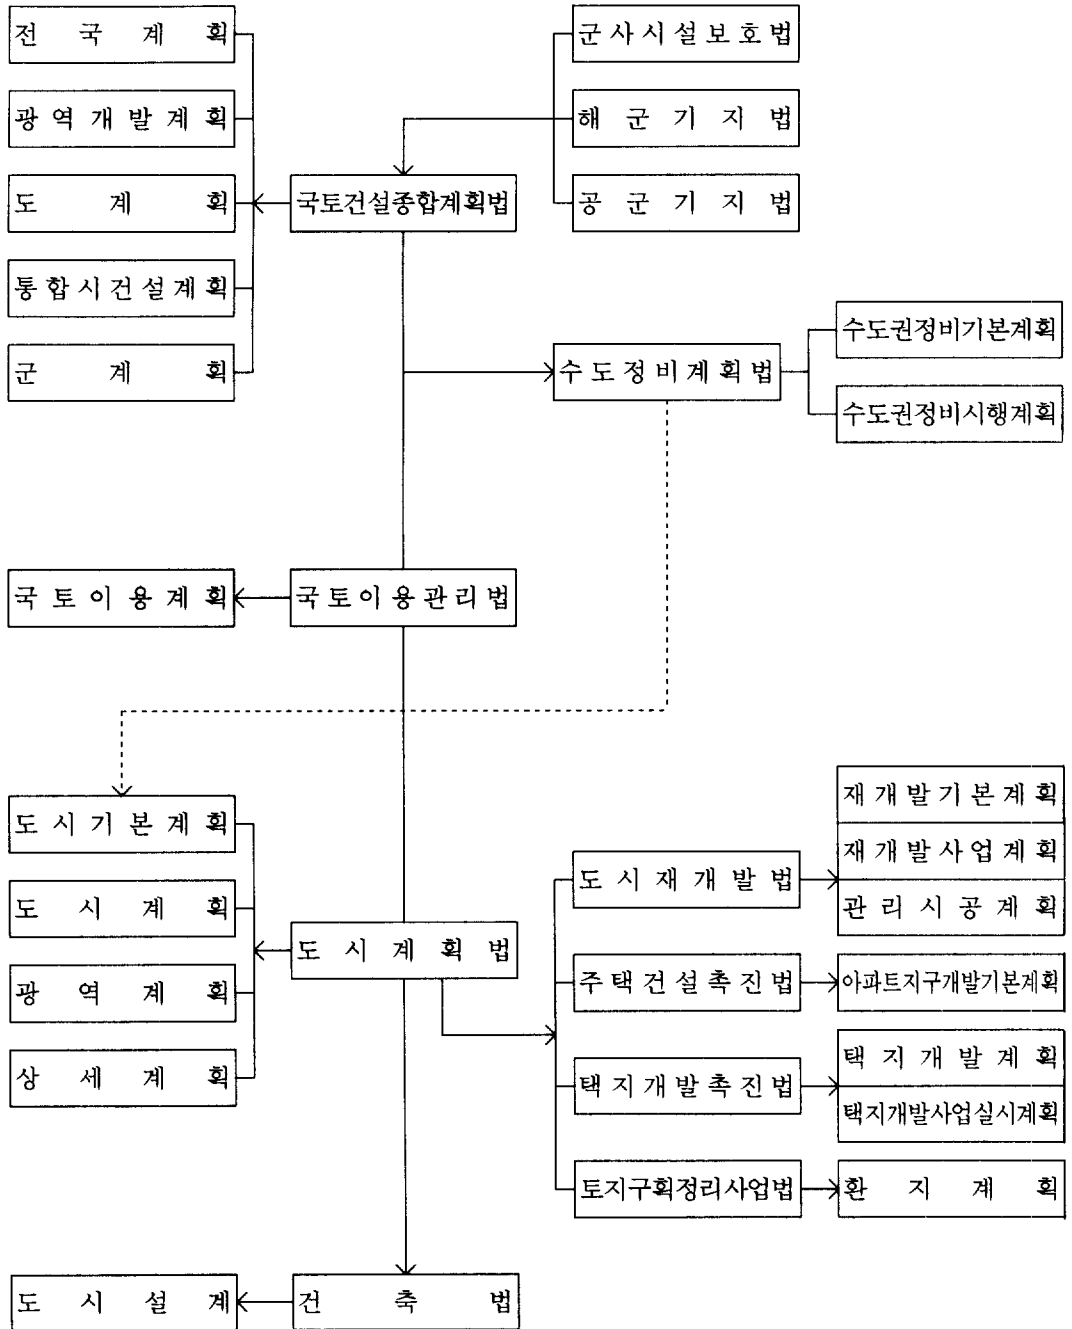 전 국 계 획
군사시설보호법
광역개발계획
해 군 기 지 법
도 계 획
국토건설종합계획법
공 군 기 지 법
통합시건설계획
수도권정비기본계획
군 계 획
수도정비계획법
수도권정비시행계획
국토이용계획
국토이용관리법
재개발기본계획
도시기본계획
재개발사업계획
도시재개발법
도 시 계 획
관리시공계획
도 시 계 획 법
광 역 계 획
주택건설촉진법
아파트지구개발기본계획
상 세 계 획
택 지 개 발 계 획
택지개발촉진법
택지개발사업실시계획
토지구획정리사업법
환 지 계 획
도 시 설 계
건 축 법